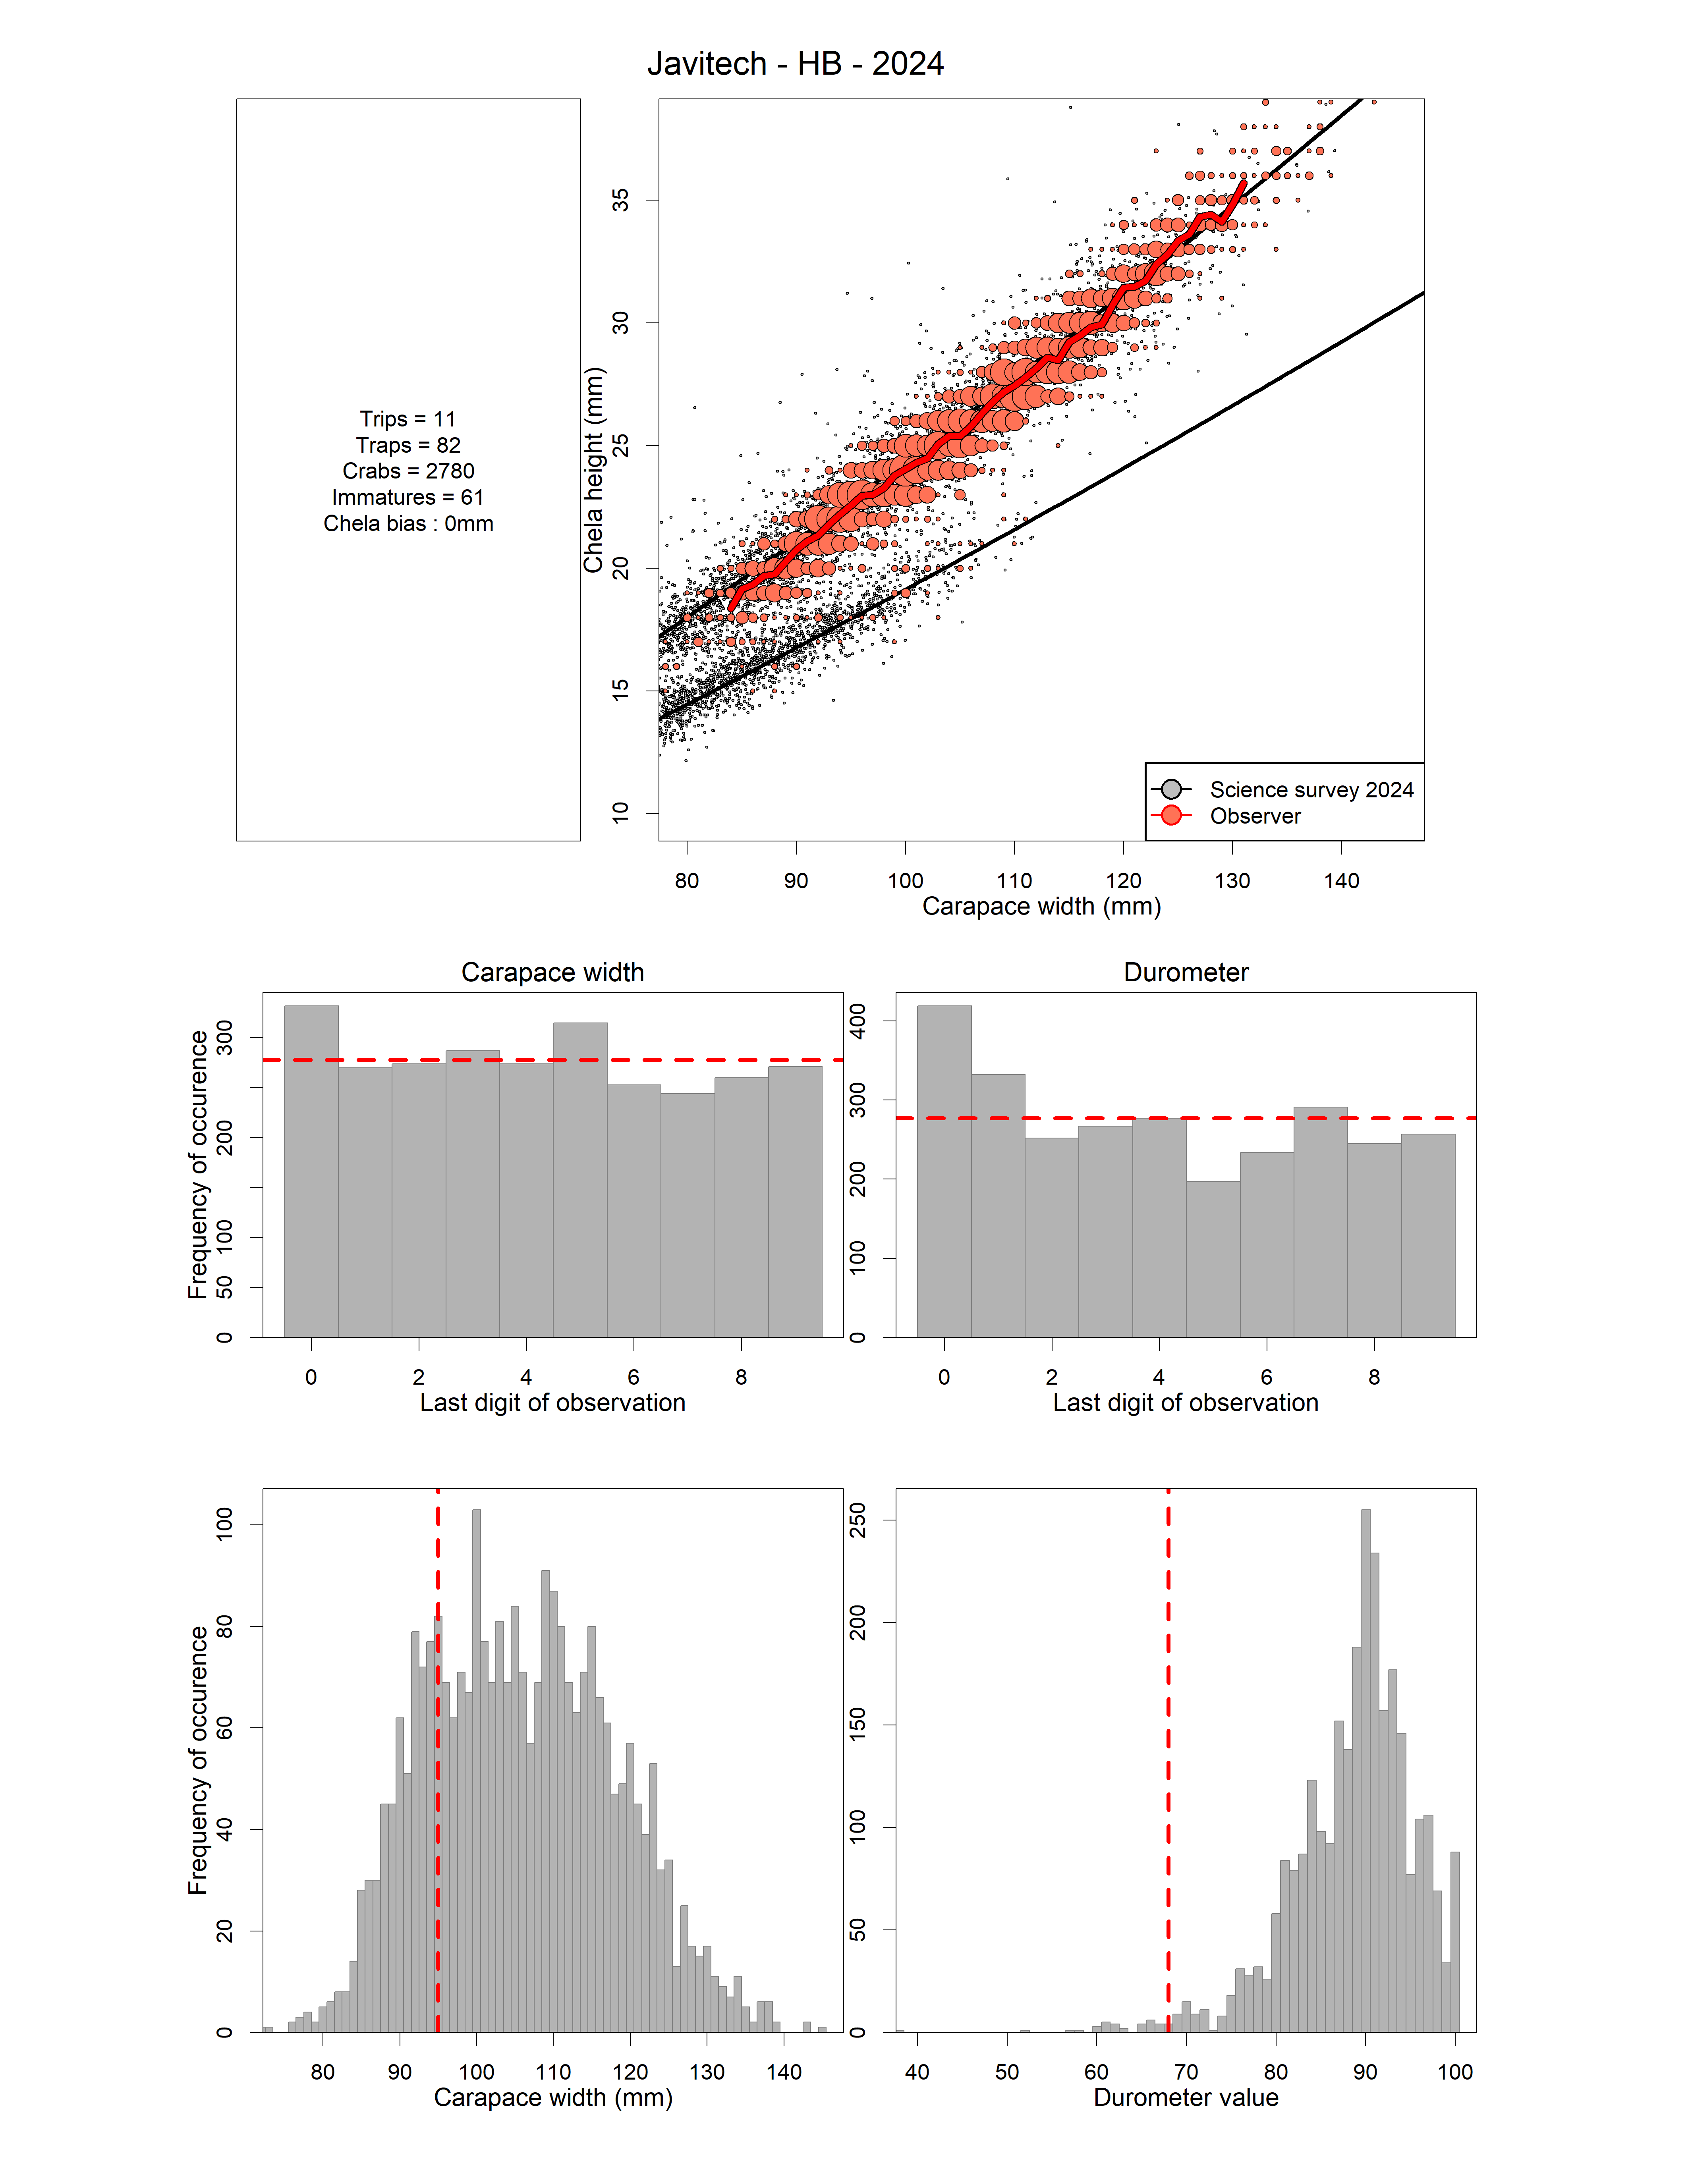 Javitech - HB - 2024
Trips = 11
Traps = 82
Crabs = 2780
Immatures = 61
Chela bias : 0mm
Chela height (mm)
35
30
25
20
15
10
Science survey 2024
Observer
80 90 100 110 120 130 140
Carapace width (mm)
Carapace width
Frequency of occurence
300
200
100
50
0
0 2 4 6 8
Last digit of observation
Durometer
400
300
200
100
0
0 2 4 6 8
Last digit of observation
Frequency of occurence
100
80
60
40
20
0
80 90 100 110 120 130 140
Carapace width (mm)
250
200
150
100
50
0
40 50 60 70 80 90 100
Durometer value